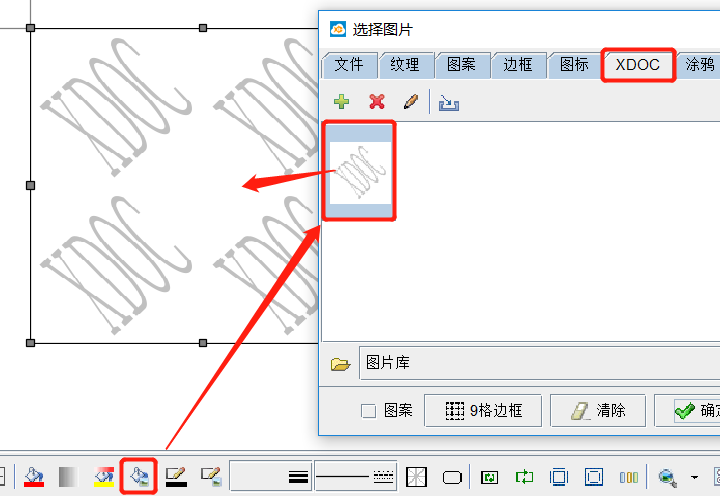 选择图片
文件 纹理 图案 边框 图标 XDOC 涂鸦
XDOC XDOC
XDOC
XDOC XDOC
图片库
图案 9格边框 清除 确定